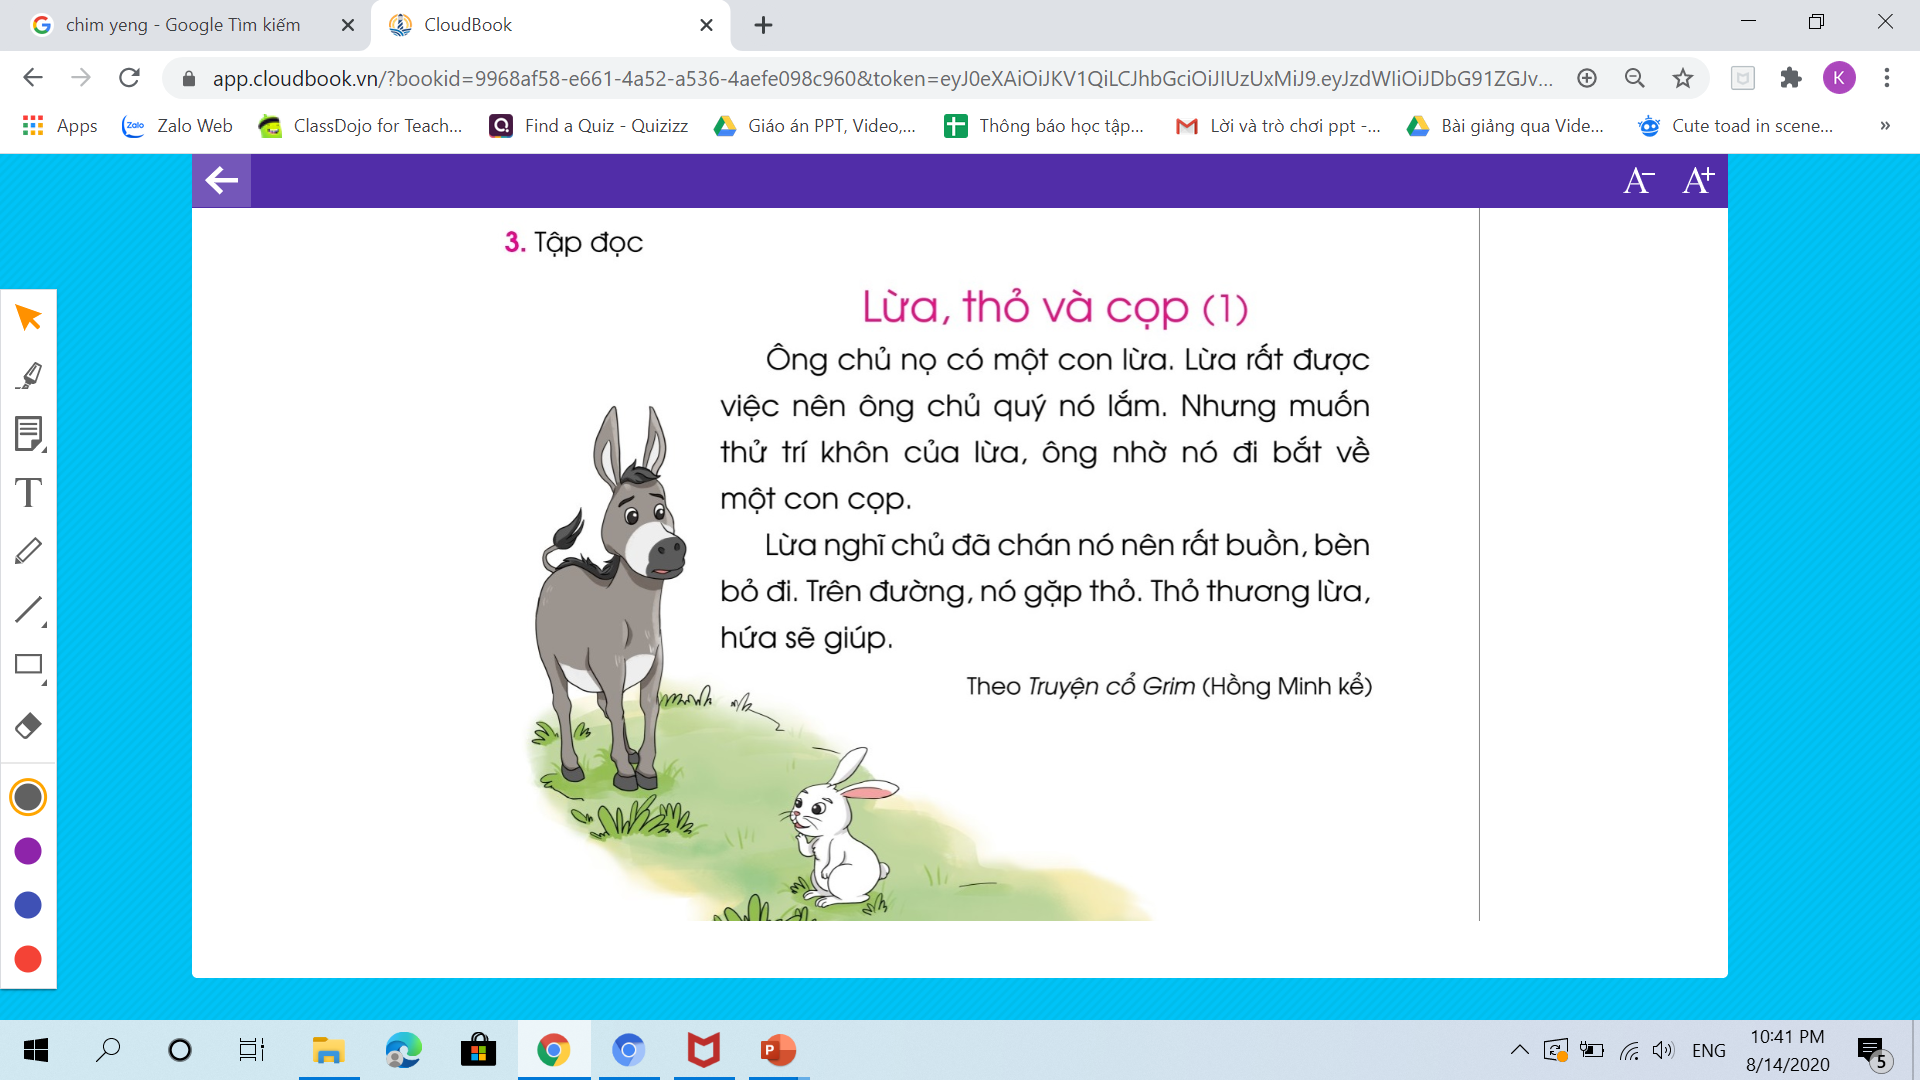 chim yeng - Google Tìm kiếm
CloudBook
app.cloudbook.vn/?bookid=9968af58-e661-4a52-a536-4aefe098c960&token=eyJ0eXAiOiJKV1QiLCJhbGciOiJIUzUxMiJ9.eyJzdWIiOiJDbG91ZGJv...
K
Apps
Zalo Web
ClassDojo for Teach...
Find a Quiz - Quizizz
Giáo án PPT, Video,...
Thông báo học tập...
Lời và trò chơi ppt -...
Bài giảng qua Vide...
Cute toad in scene...
»
A-
A+
3. Tập đọc
Lừa, thỏ và cọp (1)
Ông chủ nọ có một con lừa. Lừa rất được
việc nên ông chủ quý nó lắm. Nhưng muốn
thử trí khôn của lừa, ông nhờ nó đi bắt về
một con cọp.
Lừa nghĩ chủ đã chán nó nên rất buồn, bèn
bỏ đi. Trên đường, nó gặp thỏ. Thỏ thương lừa,
hứa sẽ giúp.
Theo Truyện cổ Grim (Hồng Minh kể)
T
ENG
10:41 PM
8/14/2020
5